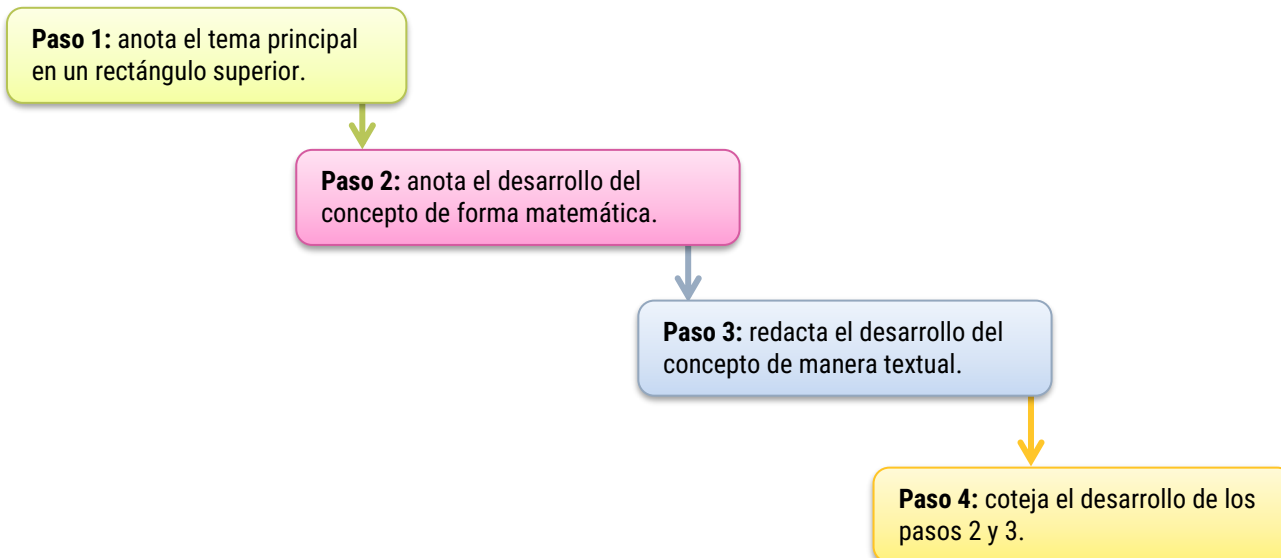 Paso 1: anota el tema principal
en un rectángulo superior.
Paso 2: anota el desarrollo del
concepto de forma matemática.
Paso 3: redacta el desarrollo del
concepto de manera textual.
Paso 4: coteja el desarrollo de los
pasos 2 y 3.